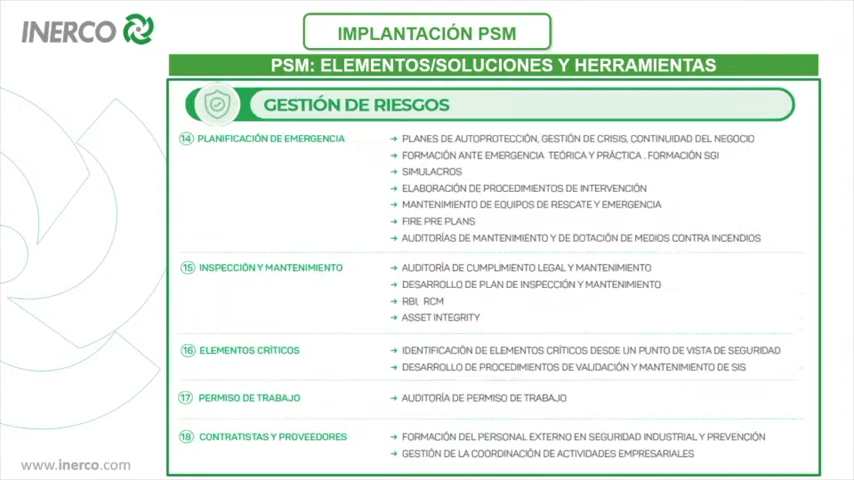 INERCO
IMPLANTACIÓN PSM
PSM: ELEMENTOS/SOLUCIONES Y HERRAMIENTAS
GESTIÓN DE RIESGOS
14 PLANIFICACIÓN DE EMERGENCIA
→ PLANES DE AUTOPROTECCIÓN, GESTIÓN DE CRISIS, CONTINUIDAD DEL NEGOCIO
→ FORMACIÓN ANTE EMERGENCIA TEÓRICA Y PRÁCTICA . FORMACIÓN SGI
→ SIMULACROS
→ ELABORACIÓN DE PROCEDIMIENTOS DE INTERVENCIÓN
→ MANTENIMIENTO DE EQUIPOS DE RESCATE Y EMERGENCIA
→ FIRE PRE PLANS
→ AUDITORÍAS DE MANTENIMIENTO Y DE DOTACIÓN DE MEDIOS CONTRA INCENDIOS
15 INSPECCIÓN Y MANTENIMIENTO
→ AUDITORÍA DE CUMPLIMIENTO LEGAL Y MANTENIMIENTO
→ DESARROLLO DE PLAN DE INSPECCIÓN Y MANTENIMIENTO
→ RBI, RCM
→ ASSET INTEGRITY
16 ELEMENTOS CRÍTICOS
→ IDENTIFICACIÓN DE ELEMENTOS CRÍTICOS DESDE UN PUNTO DE VISTA DE SEGURIDAD
→ DESARROLLO DE PROCEDIMIENTOS DE VALIDACIÓN Y MANTENIMIENTO DE SIS
17 PERMISO DE TRABAJO
→ AUDITORÍA DE PERMISO DE TRABAJO
18 CONTRATISTAS Y PROVEEDORES
→ FORMACIÓN DEL PERSONAL EXTERNO EN SEGURIDAD INDUSTRIAL Y PREVENCIÓN
→ GESTIÓN DE LA COORDINACIÓN DE ACTIVIDADES EMPRESARIALES
www.inerco.com